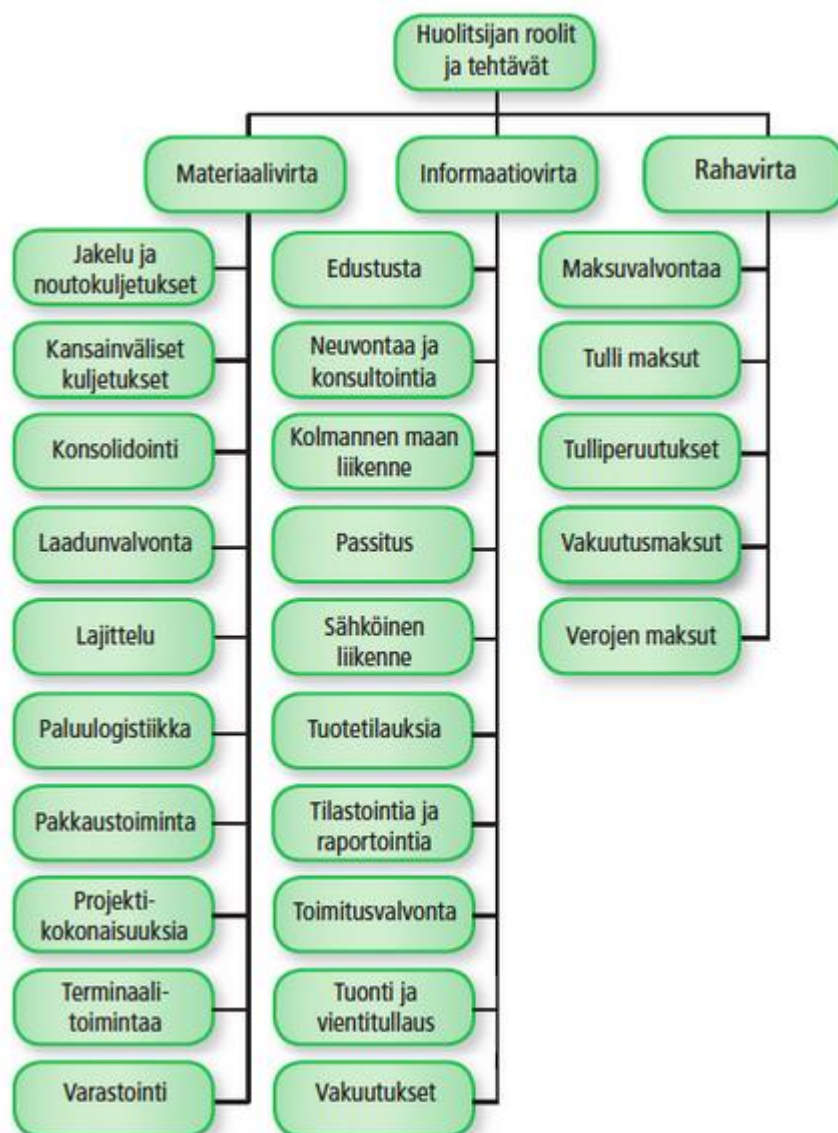 Huolitsijan roolit
ja tehtävät
Materiaalivirta
Informaatiovirta
Rahavirta
Jakelu ja
noutokuljetukset
Kansainväliset
kuljetukset
Konsolidointi
Laadunvalvonta
Lajittelu
Paluulogistiikka
Pakkaustoiminta
Projekti-
kokonaisuuksia
Terminaali-
toimintaa
Varastointi
Edustusta
Neuvontaa ja
konsultointia
Kolmannen maan
liikenne
Passitus
Sähköinen
liikenne
Tuotetilauksia
Tilastointia ja
raportointia
Toimitusvalvonta
Tuonti ja
vientitullaus
Vakuutukset
Maksuvalvontaa
Tulli maksut
Tulliperuutukset
Vakuutusmaksut
Verojen maksut